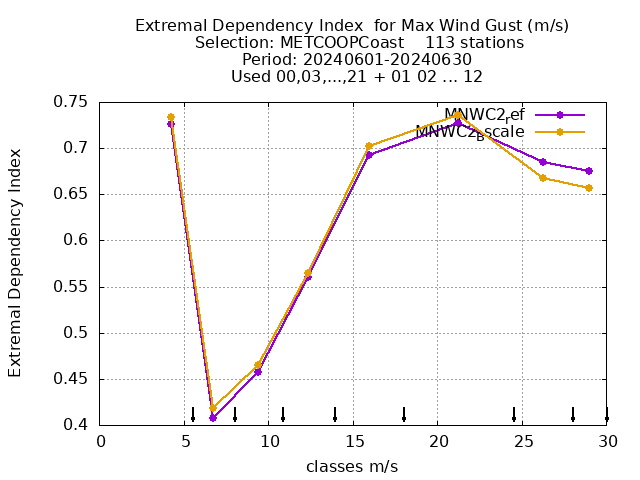 Extremal Dependency Index for Max Wind Gust (m/s)
Selection: METCOOPCoast 113 stations
Period: 20240601-20240630
Used 00,03,...,21 + 01 02 ... 12
MNWC2ref
MNWC2Bscale
0.75
0.7
0.65
0.6
0.55
0.5
0.45
0.4
Extremal Dependency Index
0 5 10 15 20 25 30
classes m/s